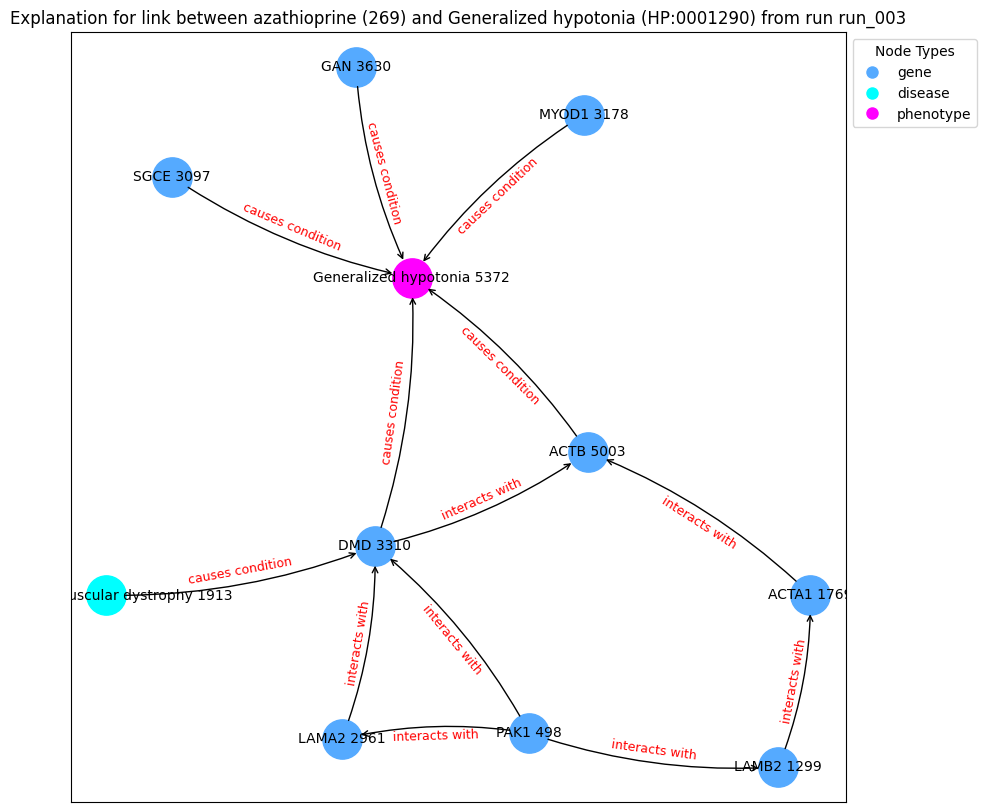 Explanation for link between azathioprine (269) and Generalized hypotonia (HP:0001290) from run run_003
Node Types
gene
disease
phenotype
GAN 3630
MYOD1 3178
causes condition
causes condition
SGCE 3097
causes condition
Generalized hypotonia 5372
causes condition
causes condition
ACTB 5003
interacts with
interacts with
DMD 3310
causes condition
uscular dystrophy 1913
ACTA1 1769
interacts with
interacts with
interacts with
LAMA2 2961
interacts with
PAK1 498
interacts with
LAMB2 1299